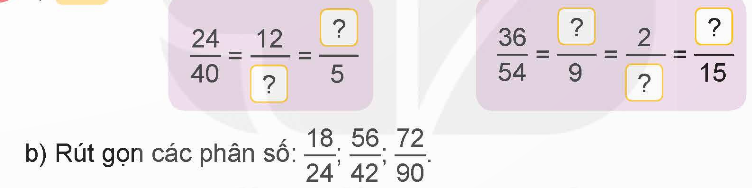 24/40 = 12/? = ?/5
36/54 = ?/9 = 2/? = ?/15
b) Rút gọn các phân số: 18/24; 56/42; 72/90.